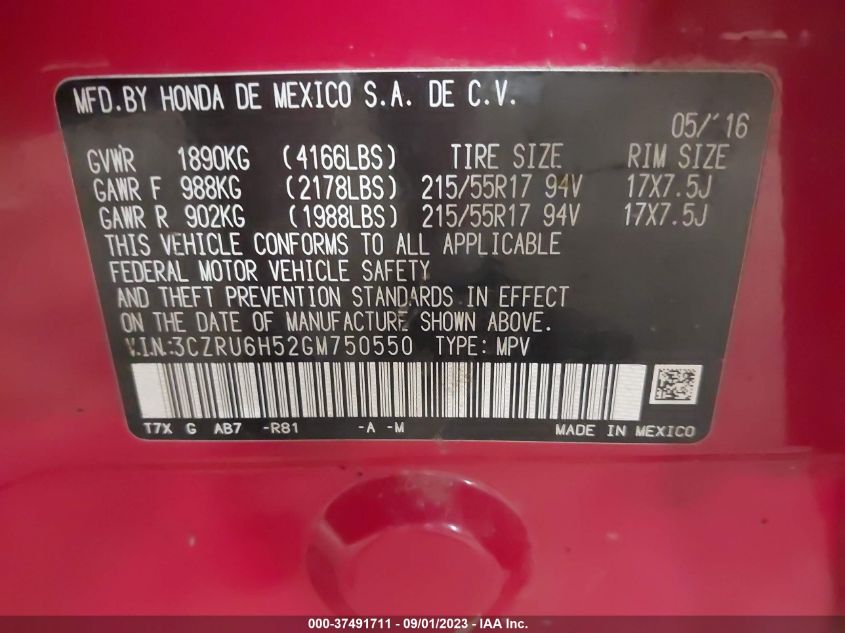 MFD.BY HONDA DE MEXICO S.A. DE C.V.
05/'16
GVWR 1890KG (4166LBS) TIRE SIZE RIM SIZE
GAWR F 988KG (2178LBS) 215/55R17 94V 17X7.5J
GAWR R 902KG (1988LBS) 215/55R17 94V 17X7.5J
THIS VEHICLE CONFORMS TO ALL APPLICABLE
FEDERAL MOTOR VEHICLE SAFETY
AND THEFT PREVENTION STANDARDS IN EFFECT
ON THE DATE OF MANUFACTURE SHOWN ABOVE.
V.I.N:3CZRU6H52GM750550 TYPE: MPV
T7X G AB7 -R81 -A -M MADE IN MEXICO
000-37491711 - 09/01/2023 - IAA Inc.